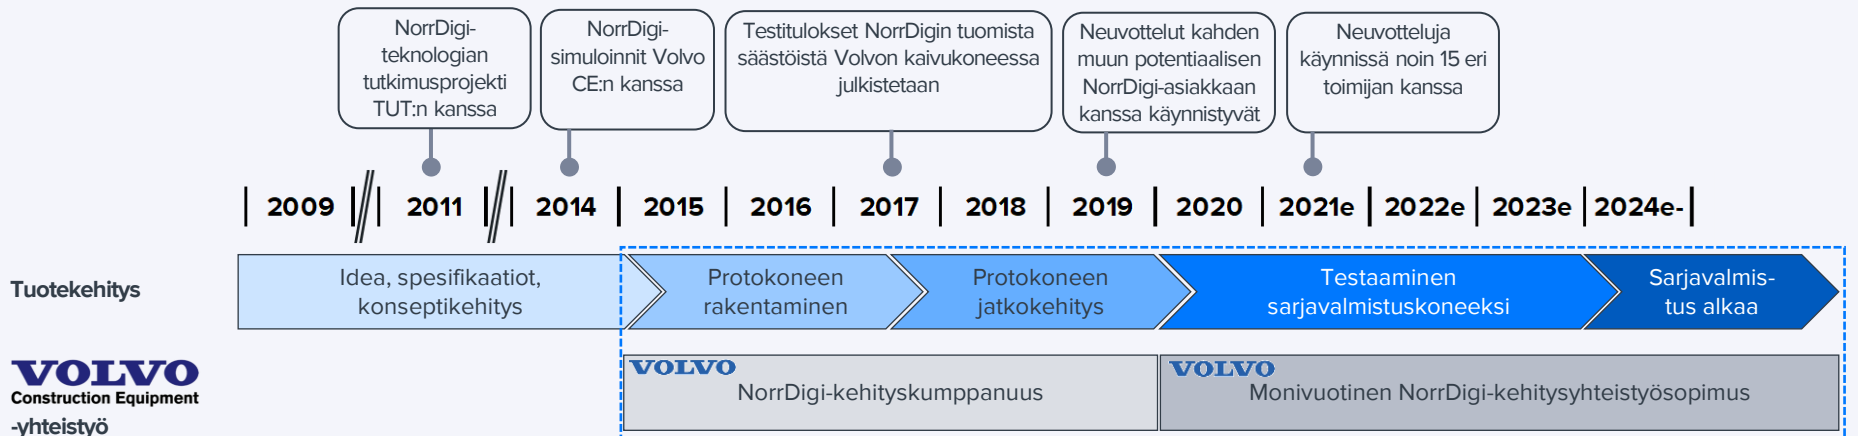 NorrDigi-
teknologian
tutkimusprojekti
TUT:n kanssa
NorrDigi-
simuloinnit Volvo
CE:n kanssa
Testitulokset NorrDigin tuomista
säästöistä Volvon kaivukoneessa
julkistetaan
Neuvottelut kahden
muun potentiaalisen
NorrDigi-asiakkaan
kanssa käynnistyvät
Neuvotteluja
käynnissä noin 15 eri
toimijan kanssa
2009 2011 2014 2015 2016 2017 2018 2019 2020 2021e 2022e 2023e 2024e-
Tuotekehitys
Idea, spesifikaatiot,
konseptikehitys
Protokoneen
rakentaminen
Protokoneen
jatkokehitys
Testaaminen
sarjavalmistuskoneeksi
Sarjavalmis-
tus alkaa
VOLVO
Construction Equipment
-yhteistyö
VOLVO
NorrDigi-kehityskumppanuus
VOLVO
Monivuotinen NorrDigi-kehitysyhteistyösopimus